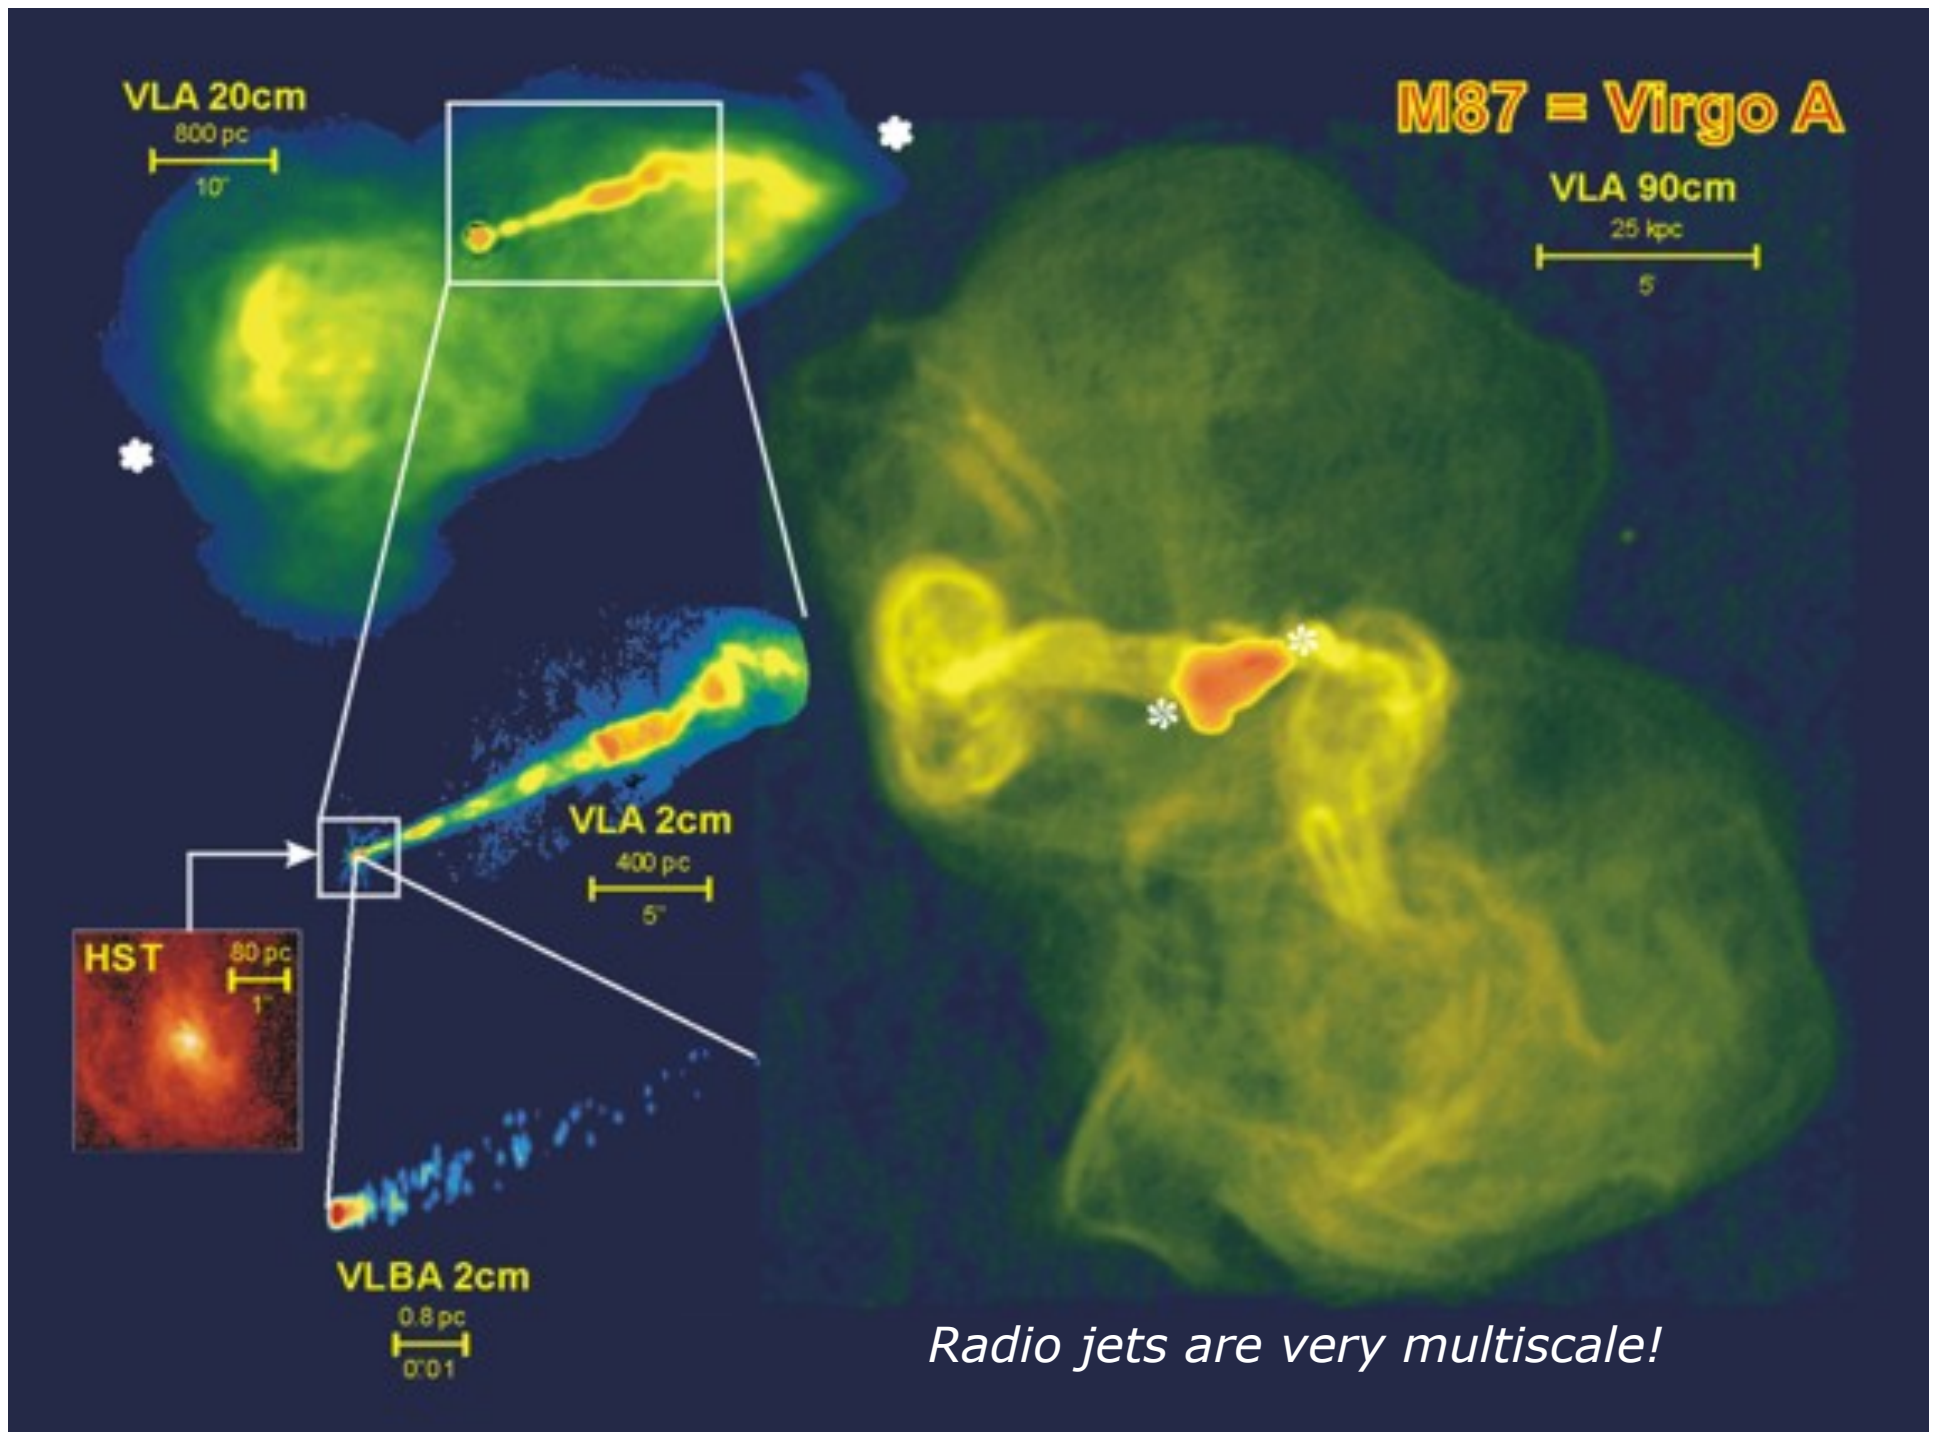 VLA 20cm
800 pc
10"
M87 = Virgo A
VLA 90cm
25 kpc
5'
VLA 2cm
400 pc
5"
HST
80 pc
1"
VLBA 2cm
0.8 pc
0".01
Radio jets are very multiscale!